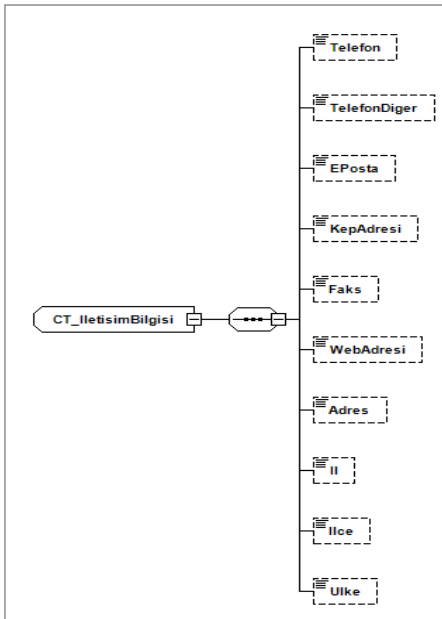 Telefon
TelefonDiger
EPosta
KepAdresi
Faks
CT_IletisimBilgisi
WebAdresi
Adres
Il
Ilce
Ulke